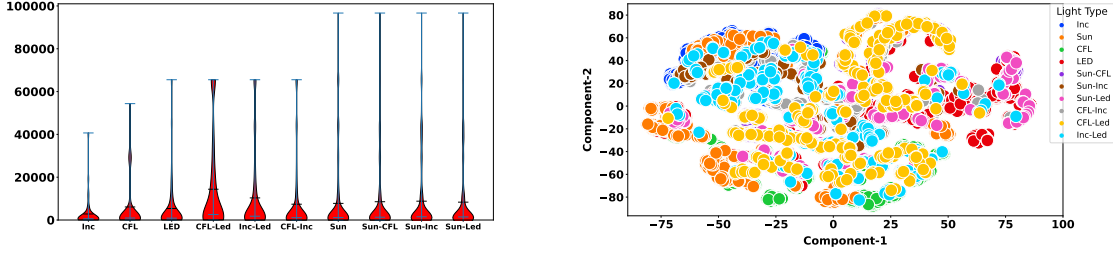 100000
80000
60000
40000
20000
0
Inc CFL LED CFL-Led Inc-Led CFL-Inc Sun Sun-CFL Sun-Inc Sun-Led
80
60
40
20
0
−20
−40
−60
−80
Component-2
−75 −50 −25 0 25 50 75 100
Component-1
Light Type
Inc
Sun
CFL
LED
Sun-CFL
Sun-Inc
Sun-Led
CFL-Inc
CFL-Led
Inc-Led